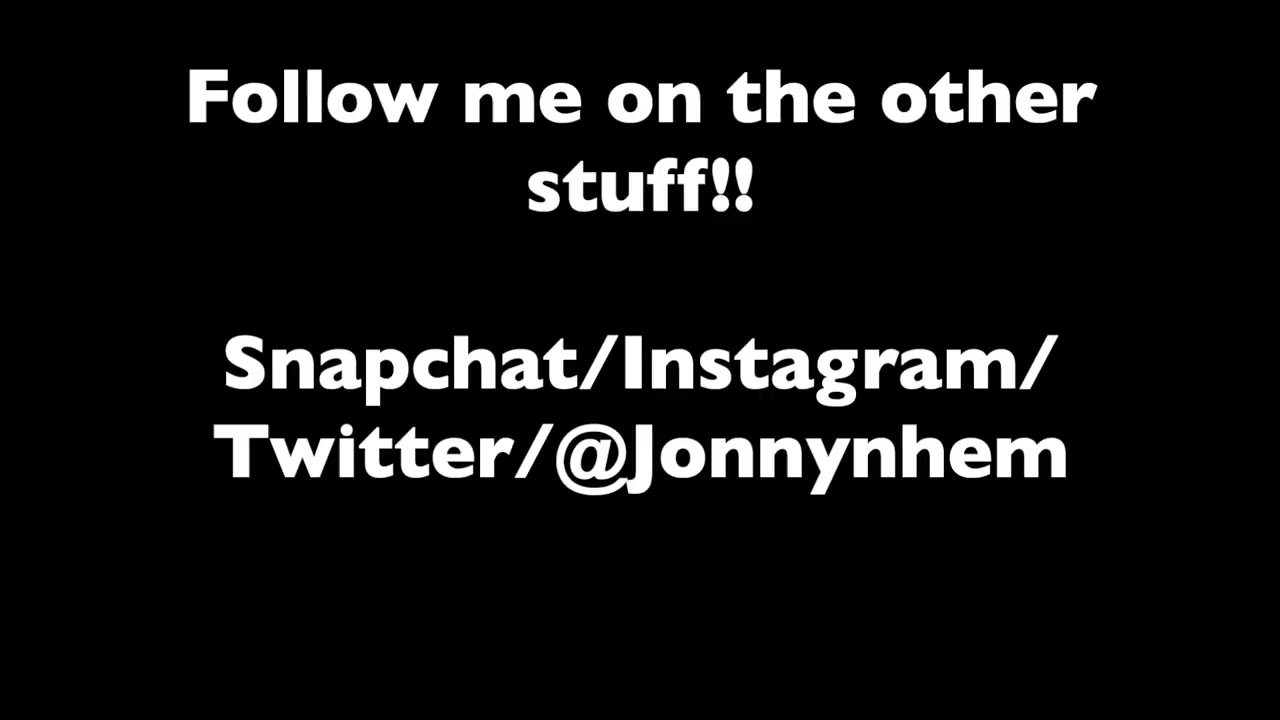 Follow me on the other
stuff!!
Snapchat/Instagram/
Twitter/@Jonnynhem